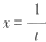 x = 1/t